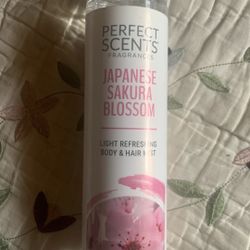 PERFECT
SCENTS
FRAGRANCES
JAPANESE
SAKURA
BLOSSOM
LIGHT REFRESHING
BODY & HAIR MIST